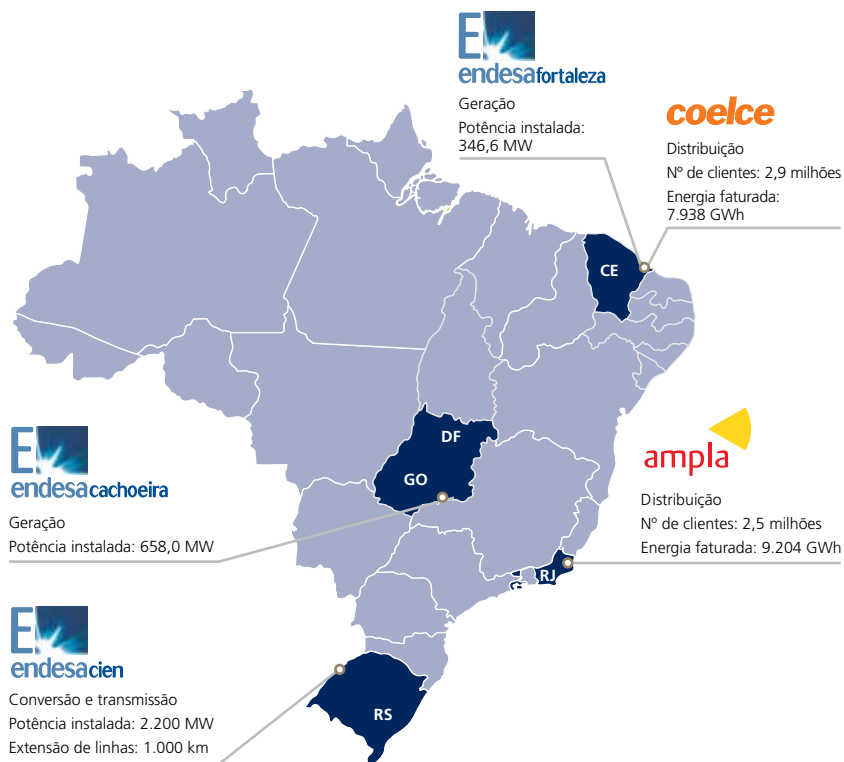 E
endesafortaleza
Geração
Potência instalada:
346,6 MW
coelce
Distribuição
Nº de clientes: 2,9 milhões
Energia faturada:
7.938 GWh
CE
DF
GO
E
endesacachoeira
Geração
Potência instalada: 658,0 MW
ampla
Distribuição
Nº de clientes: 2,5 milhões
Energia faturada: 9.204 GWh
RJ
E
endesacien
Conversão e transmissão
Potência instalada: 2.200 MW
Extensão de linhas: 1.000 km
RS